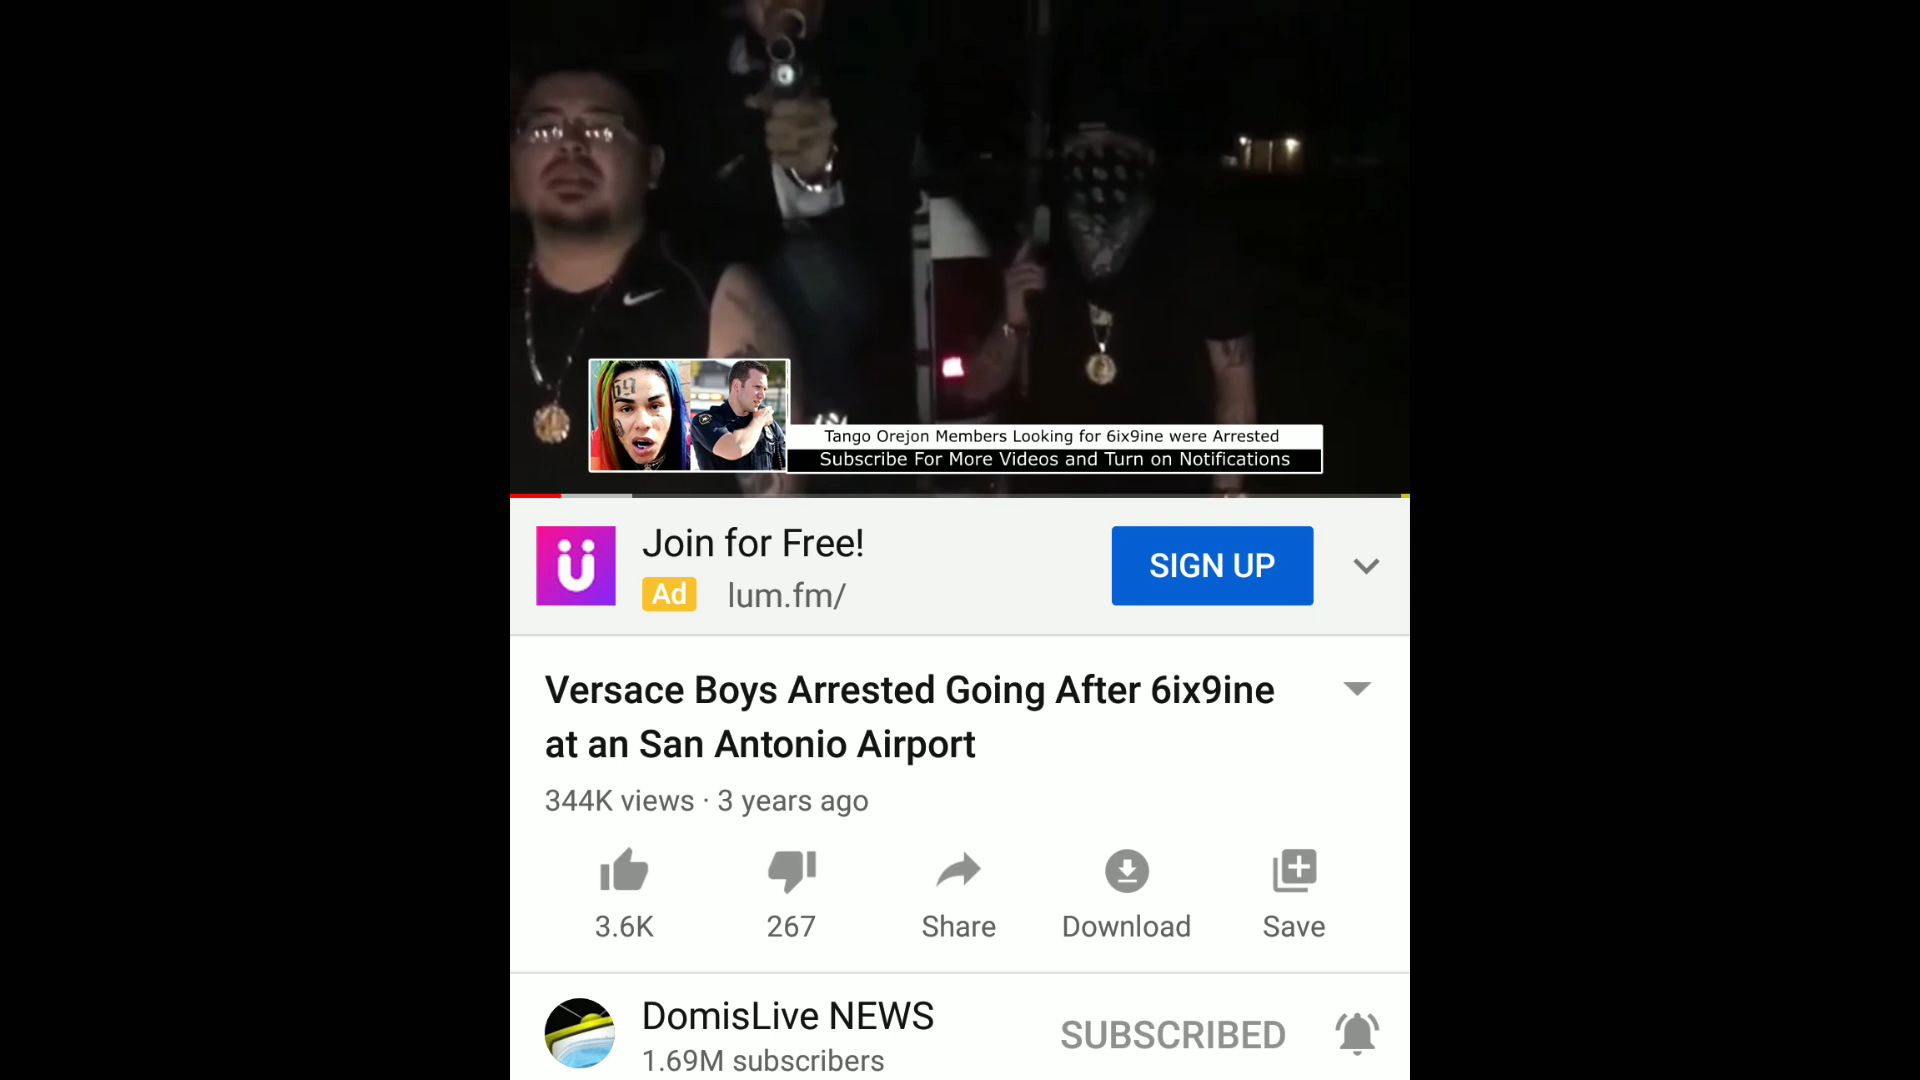 69
Tango Orejon Members Looking for 6ix9ine were Arrested
Subscribe For More Videos and Turn on Notifications
Join for Free!
SIGN UP
Ad lum.fm/
Versace Boys Arrested Going After 6ix9ine
at an San Antonio Airport
344K views · 3 years ago
3.6K 267 Share Download Save
DomisLive NEWS
SUBSCRIBED
1.69M subscribers